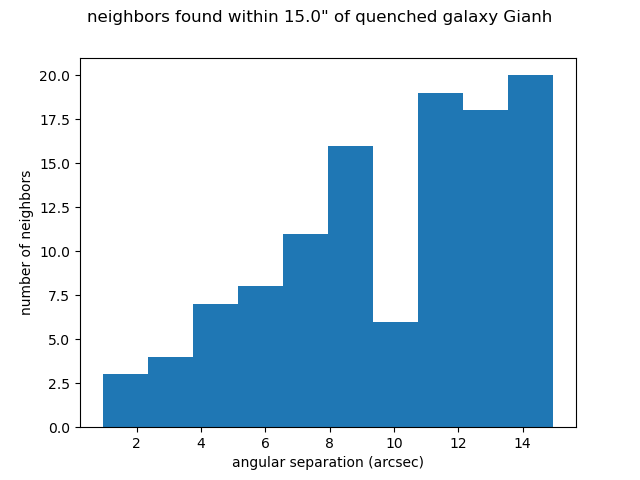 neighbors found within 15.0" of quenched galaxy Gianh
20.0
17.5
15.0
12.5
10.0
7.5
5.0
2.5
0.0
number of neighbors
2 4 6 8 10 12 14
angular separation (arcsec)